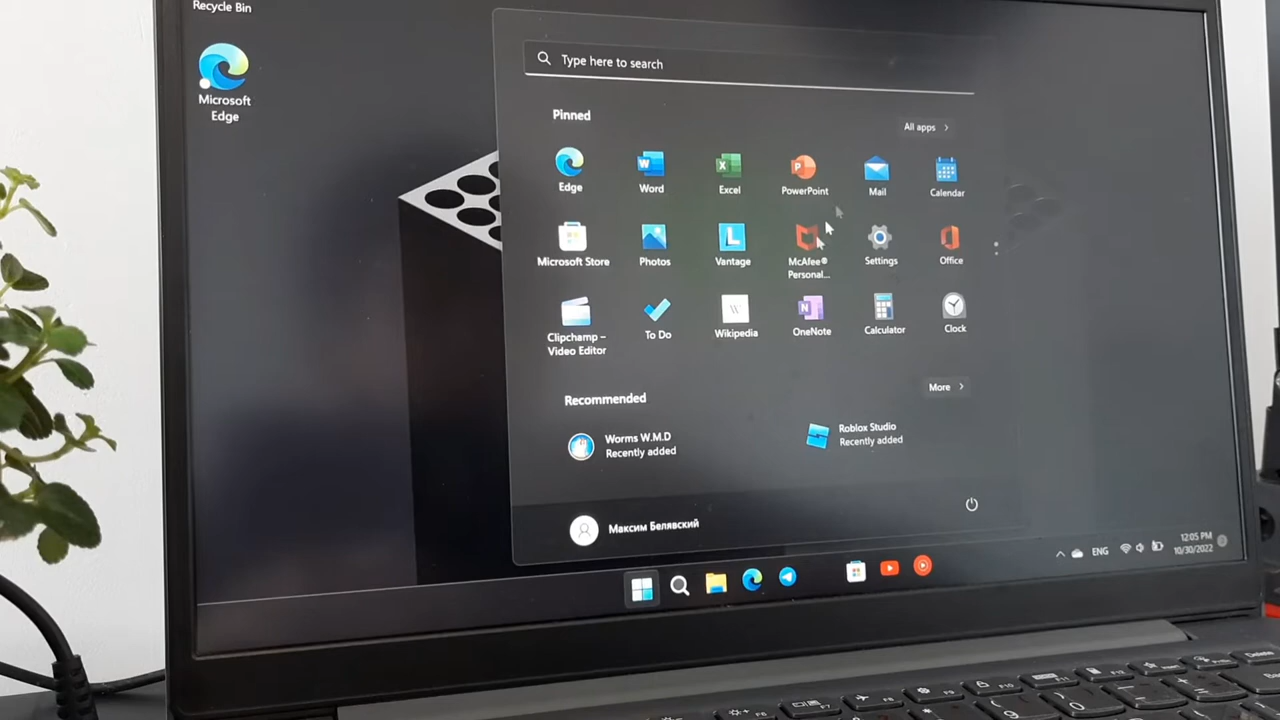 Recycle Bin
Microsoft
Edge
Type here to search
Pinned
All apps
Edge
Word
Excel
PowerPoint
Mail
Calendar
Microsoft Store
Photos
Vantage
McAfee®
Personal...
Settings
Office
Clipchamp –
Video Editor
To Do
Wikipedia
OneNote
Calculator
Clock
Recommended
More
Worms W.M.D
Recently added
Roblox Studio
Recently added
Максим Белявский
ENG
12:05 PM
10/30/2022